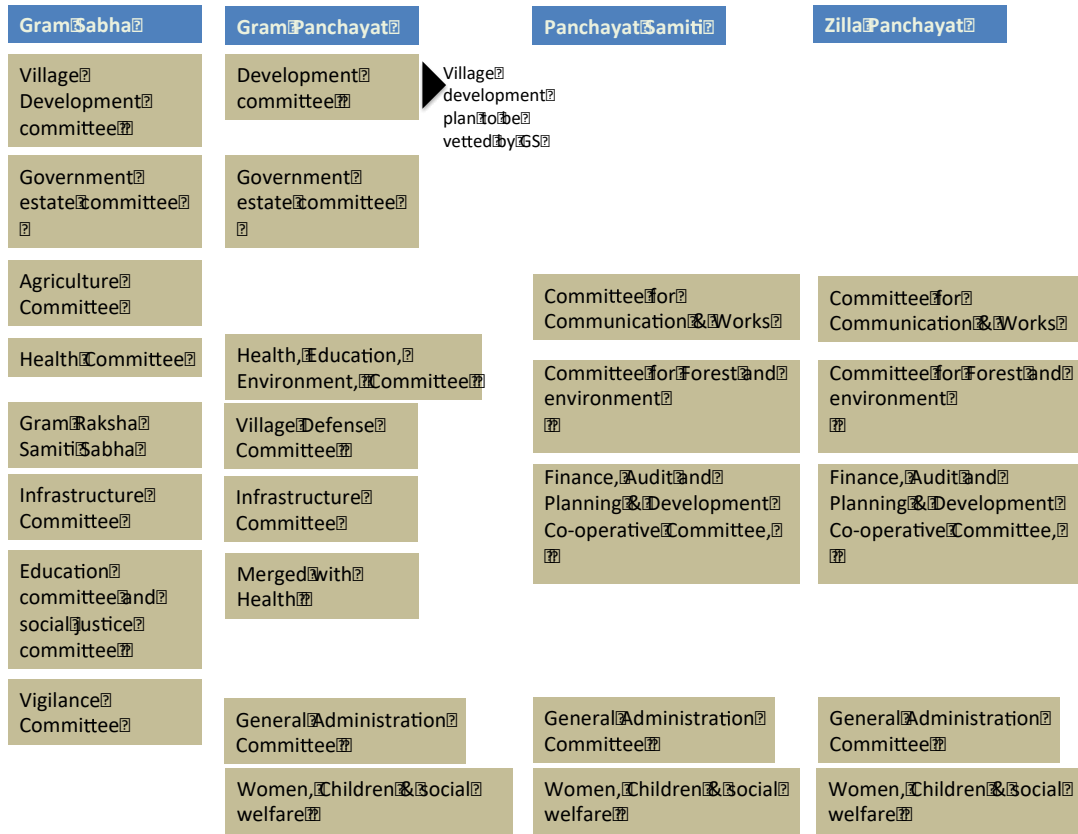 Gram Sabha
Gram Panchayat
Panchayat Samiti
Zilla Panchayat
Village
Development
committee
Development
committee
Village
development
plan to be
vetted by GS
Government
estate committee
Government
estate committee
Agriculture
Committee
Committee for
Communication & Works
Committee for
Communication & Works
Health Committee
Health, Education,
Environment, Committee
Committee for Forest and
environment
Committee for Forest and
environment
Gram Raksha
Samiti Sabha
Village Defense
Committee
Infrastructure
Committee
Infrastructure
Committee
Finance, Audit and
Planning & Development
Co-operative Committee,
Finance, Audit and
Planning & Development
Co-operative Committee,
Education
committee and
social justice
committee
Merged with
Health
Vigilance
Committee
General Administration
Committee
General Administration
Committee
General Administration
Committee
Women, Children & social
welfare
Women, Children & social
welfare
Women, Children & social
welfare